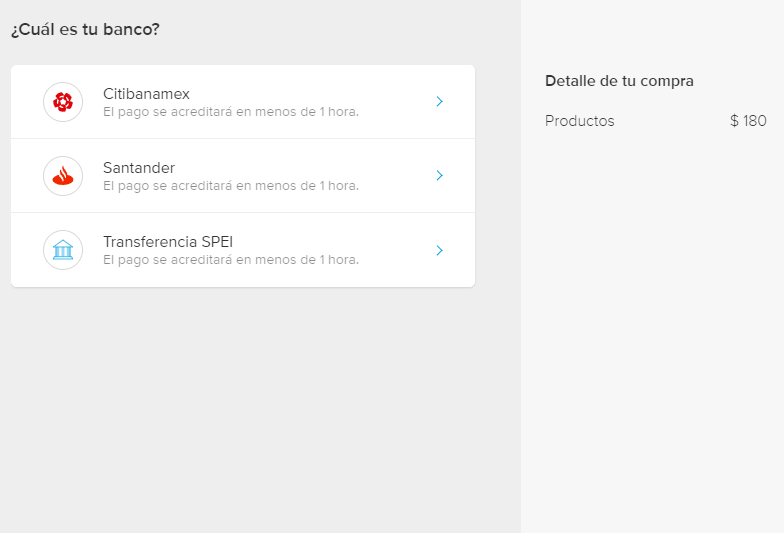 ¿Cuál es tu banco?
Citibanamex
El pago se acreditará en menos de 1 hora.
Santander
El pago se acreditará en menos de 1 hora.
Transferencia SPEI
El pago se acreditará en menos de 1 hora.
Detalle de tu compra
Productos $ 180